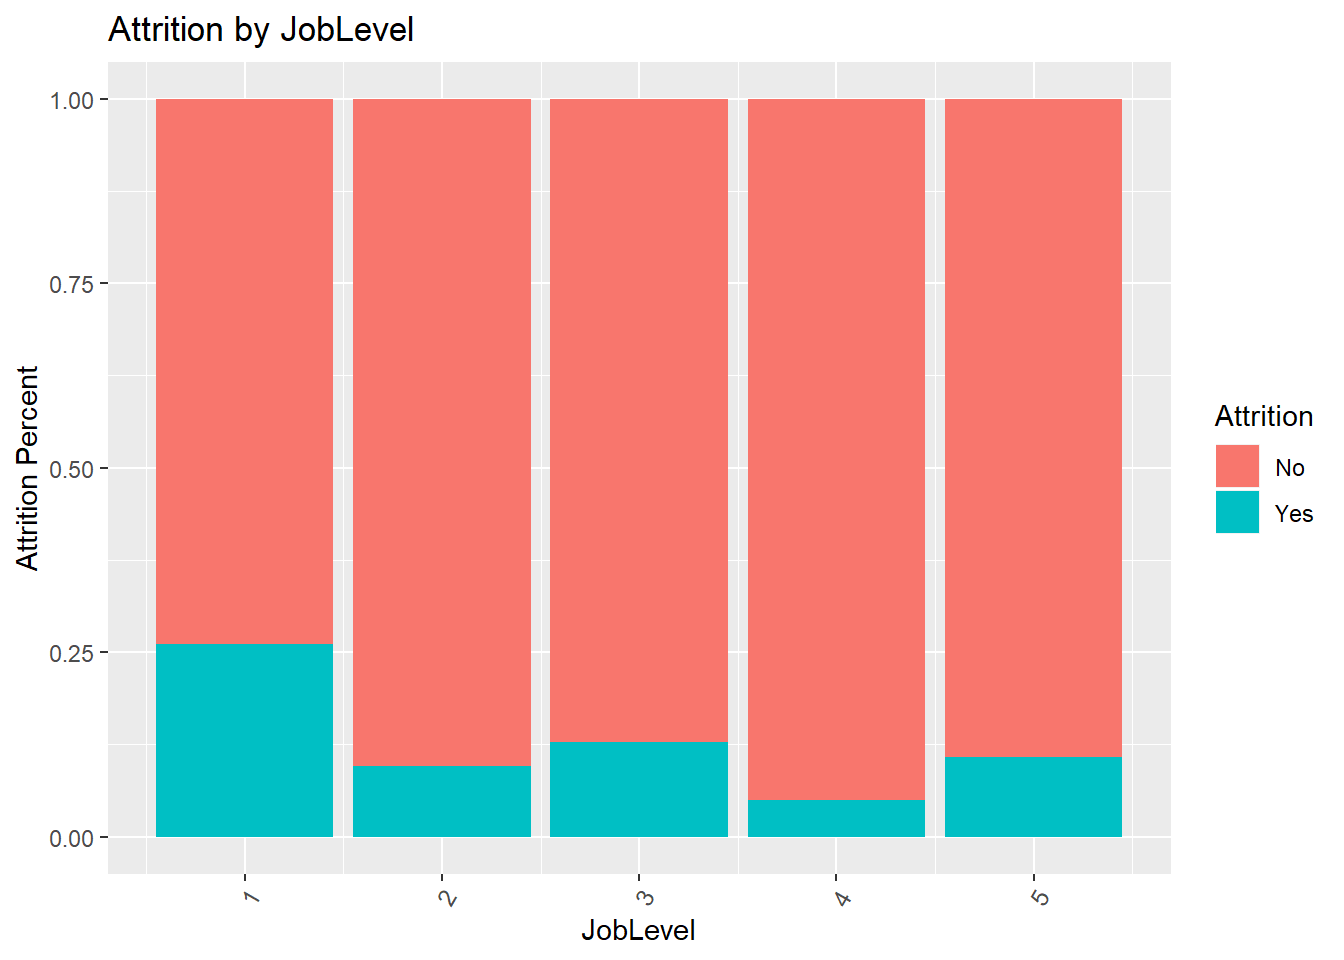 Attrition by JobLevel
1.00
0.75
0.50
0.25
0.00
Attrition Percent
1
2
3
4
5
JobLevel
Attrition
No
Yes